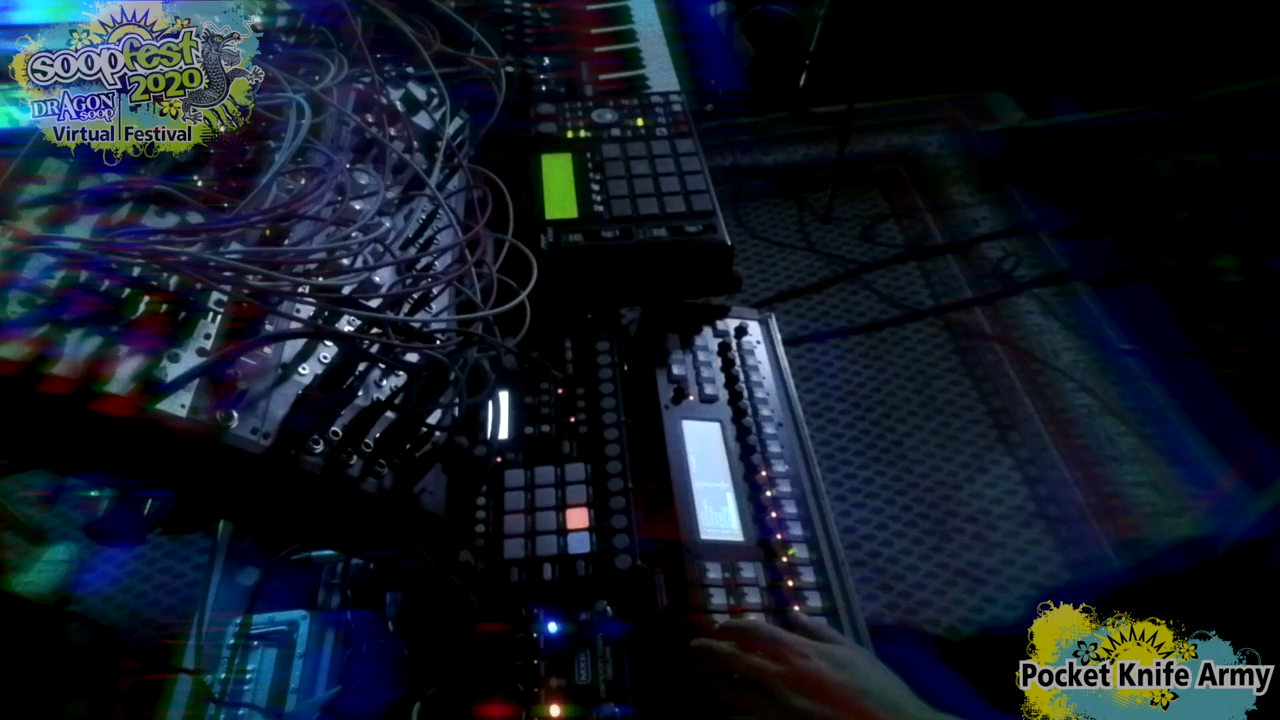 soopfest
2020
DRAGON
soop
Virtual Festival
Pocket Knife Army